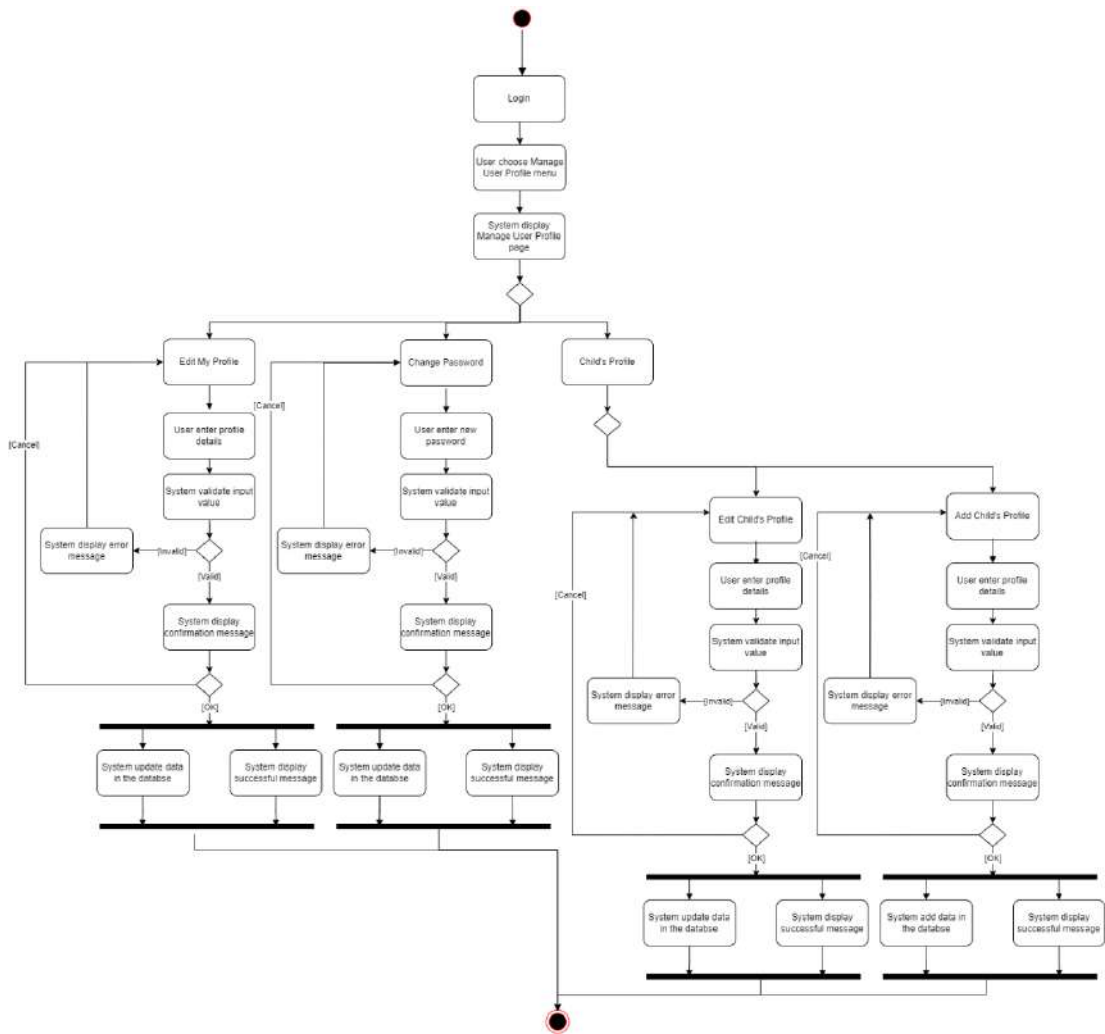 Login
User choose Manage
User Profile menu
System display
Manage User Profile
page
Edit My Profile
Change Password
Child's Profile
[Cancel]
[Cancel]
User enter profile
details
User enter new
password
System validate input
value
System validate input
value
Edit Child's Profile
Add Child's Profile
System display error
message
[Invalid]
System display error
message
[Invalid]
[Valid]
[Valid]
[Cancel]
[Cancel]
User enter profile
details
User enter profile
details
System display
confirmation message
System display
confirmation message
System validate input
value
System validate input
value
System display error
message
[Invalid]
System display error
message
[Invalid]
[OK]
[OK]
[Valid]
[Valid]
System update data
in the databse
System display
successful message
System update data
in the databse
System display
successful message
System display
confirmation message
System display
confirmation message
[OK]
[OK]
System update data
in the databse
System display
successful message
System add data in
the databse
System display
successful message